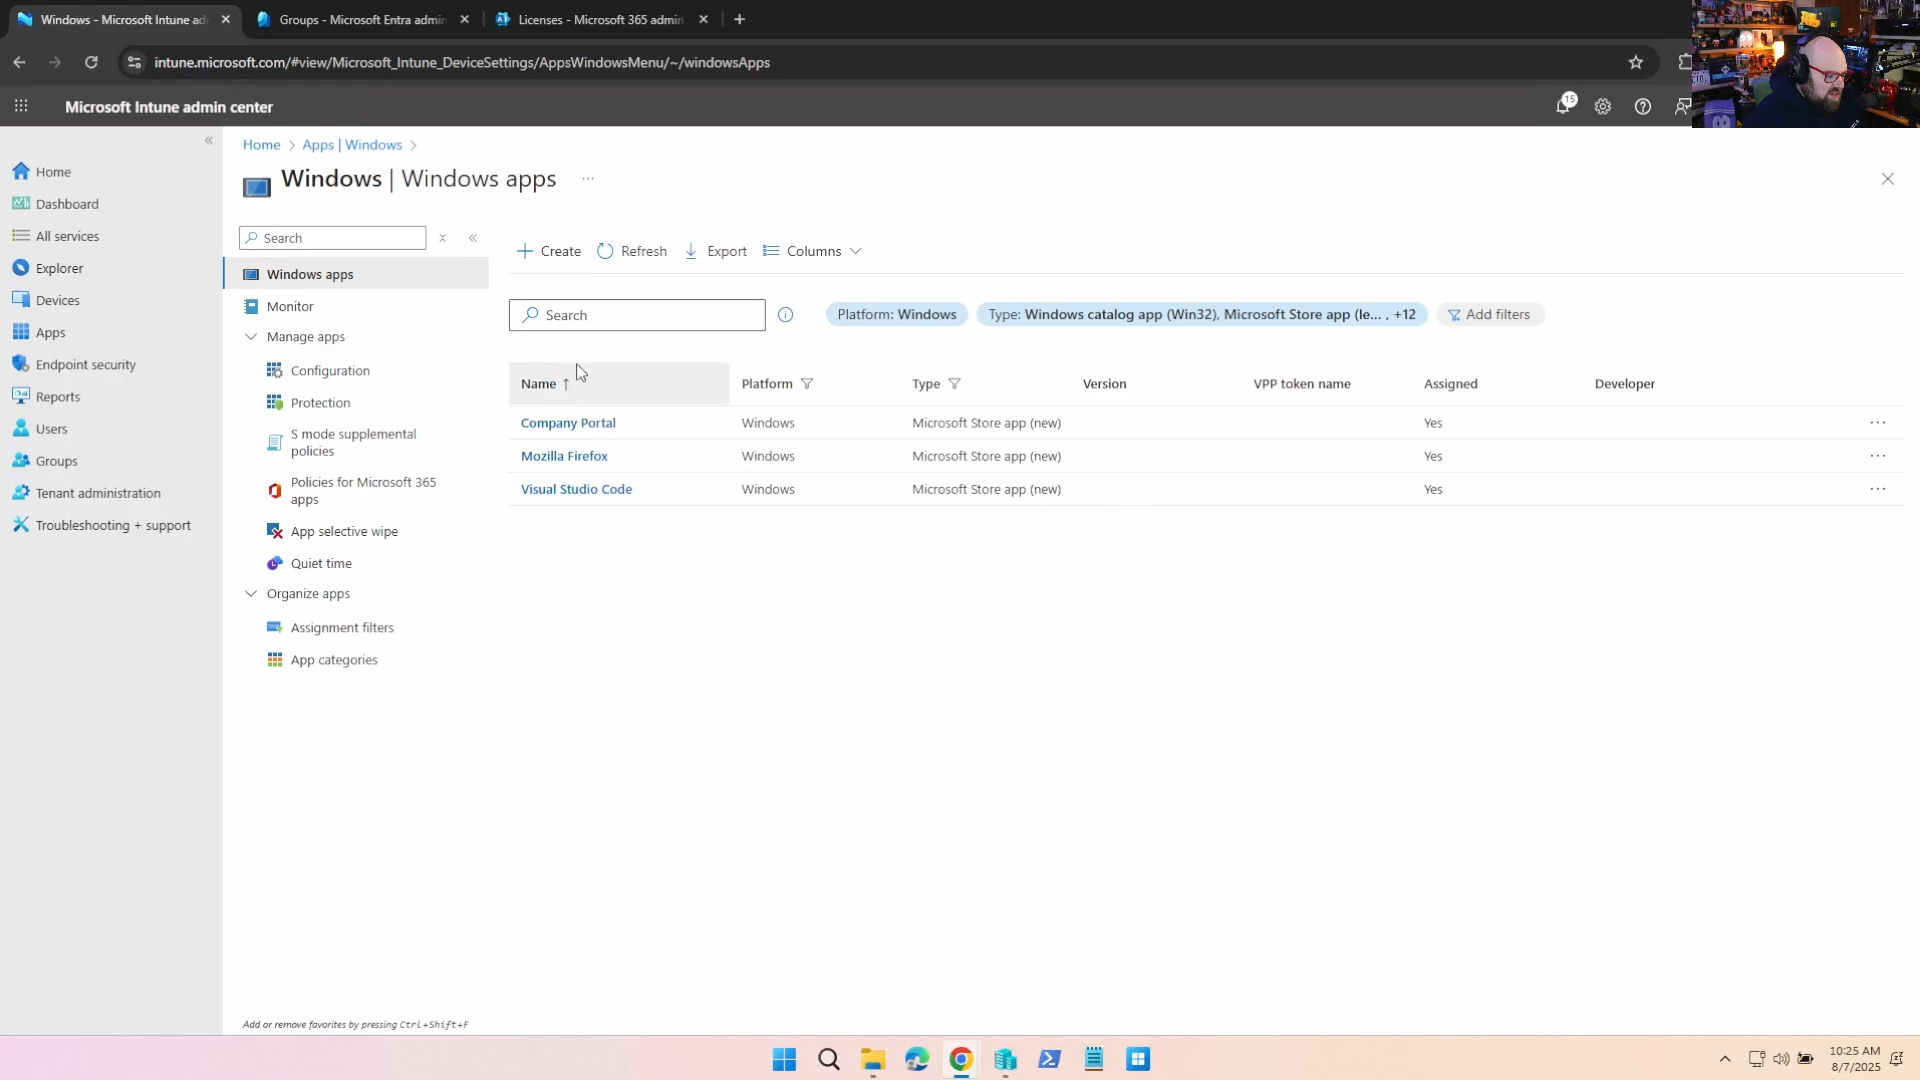 Windows - Microsoft Intune ad
Groups - Microsoft Entra admin
Licenses - Microsoft 365 admin
intune.microsoft.com/#view/Microsoft_Intune_DeviceSettings/AppsWindowsMenu/~/windowsApps
Microsoft Intune admin center
15
Home
Dashboard
All services
Explorer
Devices
Apps
Endpoint security
Reports
Users
Groups
Tenant administration
Troubleshooting + support
Home > Apps | Windows >
Windows | Windows apps
Search
Windows apps
Monitor
Manage apps
Configuration
Protection
S mode supplemental
policies
Policies for Microsoft 365
apps
App selective wipe
Quiet time
Organize apps
Assignment filters
App categories
Add or remove favorites by pressing Ctrl+Shift+F
Create Refresh Export Columns
Search
Platform: Windows
Type: Windows catalog app (Win32), Microsoft Store app (le... , +12
Add filters
Name ↑ Platform Type Version VPP token name Assigned Developer
Company Portal Windows Microsoft Store app (new) Yes
Mozilla Firefox Windows Microsoft Store app (new) Yes
Visual Studio Code Windows Microsoft Store app (new) Yes
10:25 AM
8/7/2025